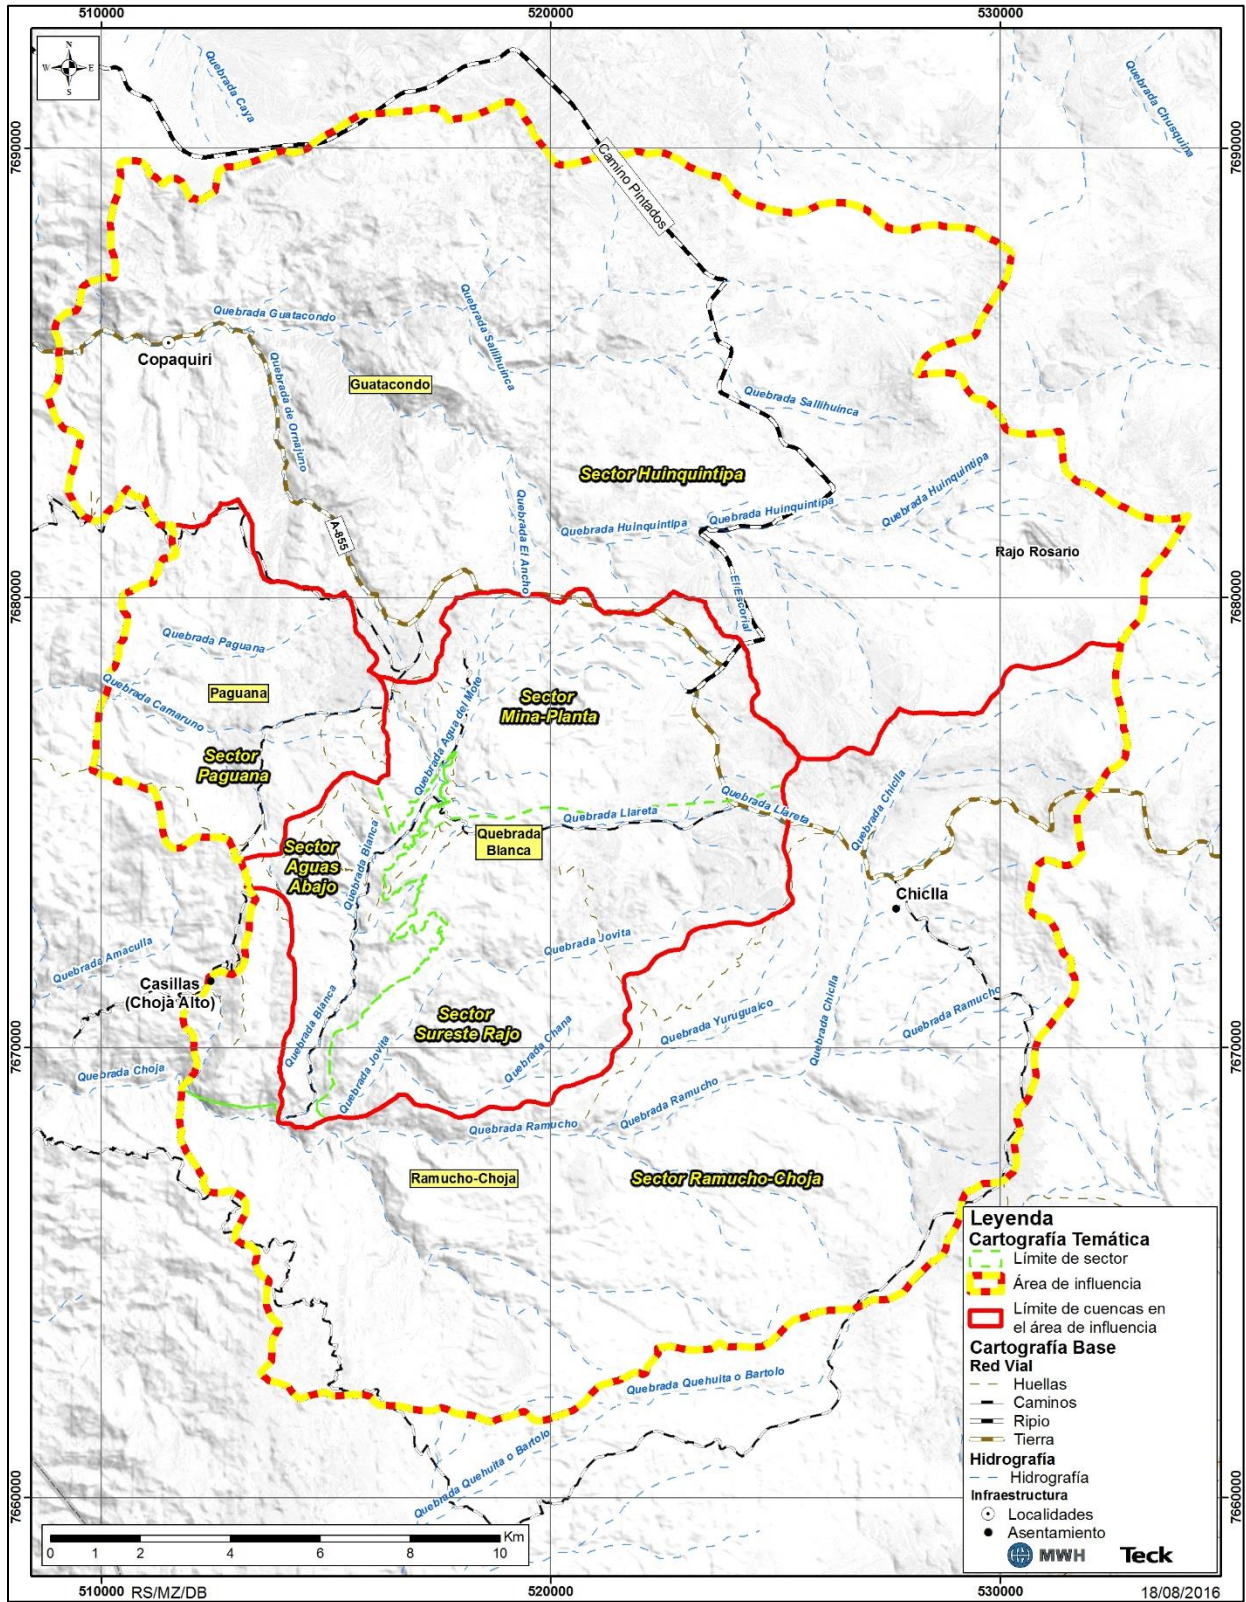 510000
520000
530000
N
W
E
S
Quebrada Caya
Quebrada Chusquina
7690000
7690000
Camino Pintados
Quebrada Guatacondo
Quebrada Sallihuinca
Copaquiri
Quebrada de Ornajuno
Guatacondo
Quebrada Sallihuinca
Sector Huinquintipa
Quebrada Huinquintipa
Quebrada Huinquintipa
Quebrada Huinquintipa
A-855
Quebrada El Ancho
Rajo Rosario
El Escorial
7680000
7680000
Quebrada Paguana
Paguana
Quebrada Camaruno
Sector
Paguana
Quebrada Agua del Mote
Sector
Mina-Planta
Quebrada Llareta
Quebrada Llareta
Quebrada Chiclla
Quebrada
Blanca
Sector
Aguas
Abajo
Quebrada Blanca
Chiclla
Quebrada Jovita
Quebrada Amaculla
Casillas
(Choja Alto)
Quebrada Blanca
Sector
Sureste Rajo
Quebrada Chana
Quebrada Yuruguaico
Quebrada Chiclla
Quebrada Ramucho
7670000
7670000
Quebrada Choja
Quebrada Jovita
Quebrada Ramucho
Quebrada Ramucho
Ramucho-Choja
Sector Ramucho-Choja
Quebrada Quehuita o Bartolo
Quebrada Quehuita o Bartolo
7660000
7660000
Leyenda
Cartografía Temática
Límite de sector
Área de influencia
Límite de cuencas en
el área de influencia
Cartografía Base
Red Vial
Huellas
Caminos
Ripio
Tierra
Hidrografía
Hidrografía
Infraestructura
Localidades
Asentamiento
MWH
Teck
Km
0 1 2 4 6 8 10
510000
RS/MZ/DB
520000
530000
18/08/2016